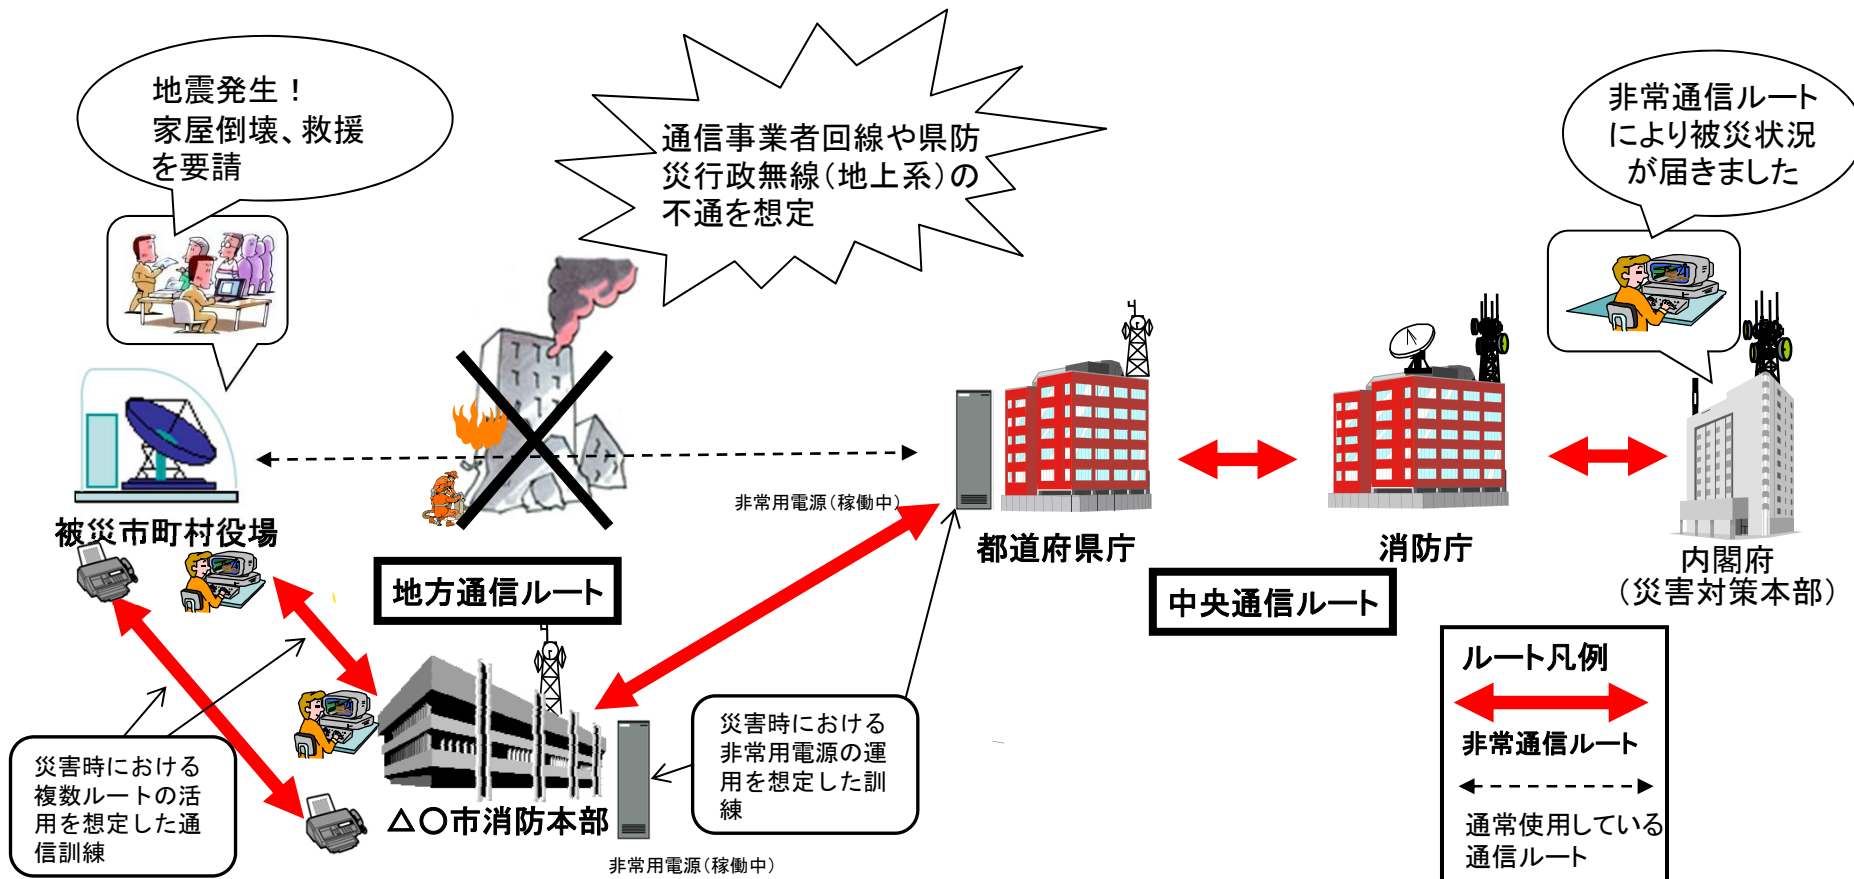 地震発生！
家屋倒壊、救援
を要請
通信事業者回線や県防
災行政無線（地上系）の
不通を想定
非常通信ルート
により被災状況
が届きました
被災市町村役場
非常用電源（稼働中）
都道府県庁
消防庁
内閣府
（災害対策本部）
地方通信ルート
中央通信ルート
災害時における
複数ルートの活
用を想定した通
信訓練
△〇市消防本部
非常用電源（稼働中）
災害時における
非常用電源の運
用を想定した訓
練
ルート凡例
非常通信ルート
通常使用している
通信ルート